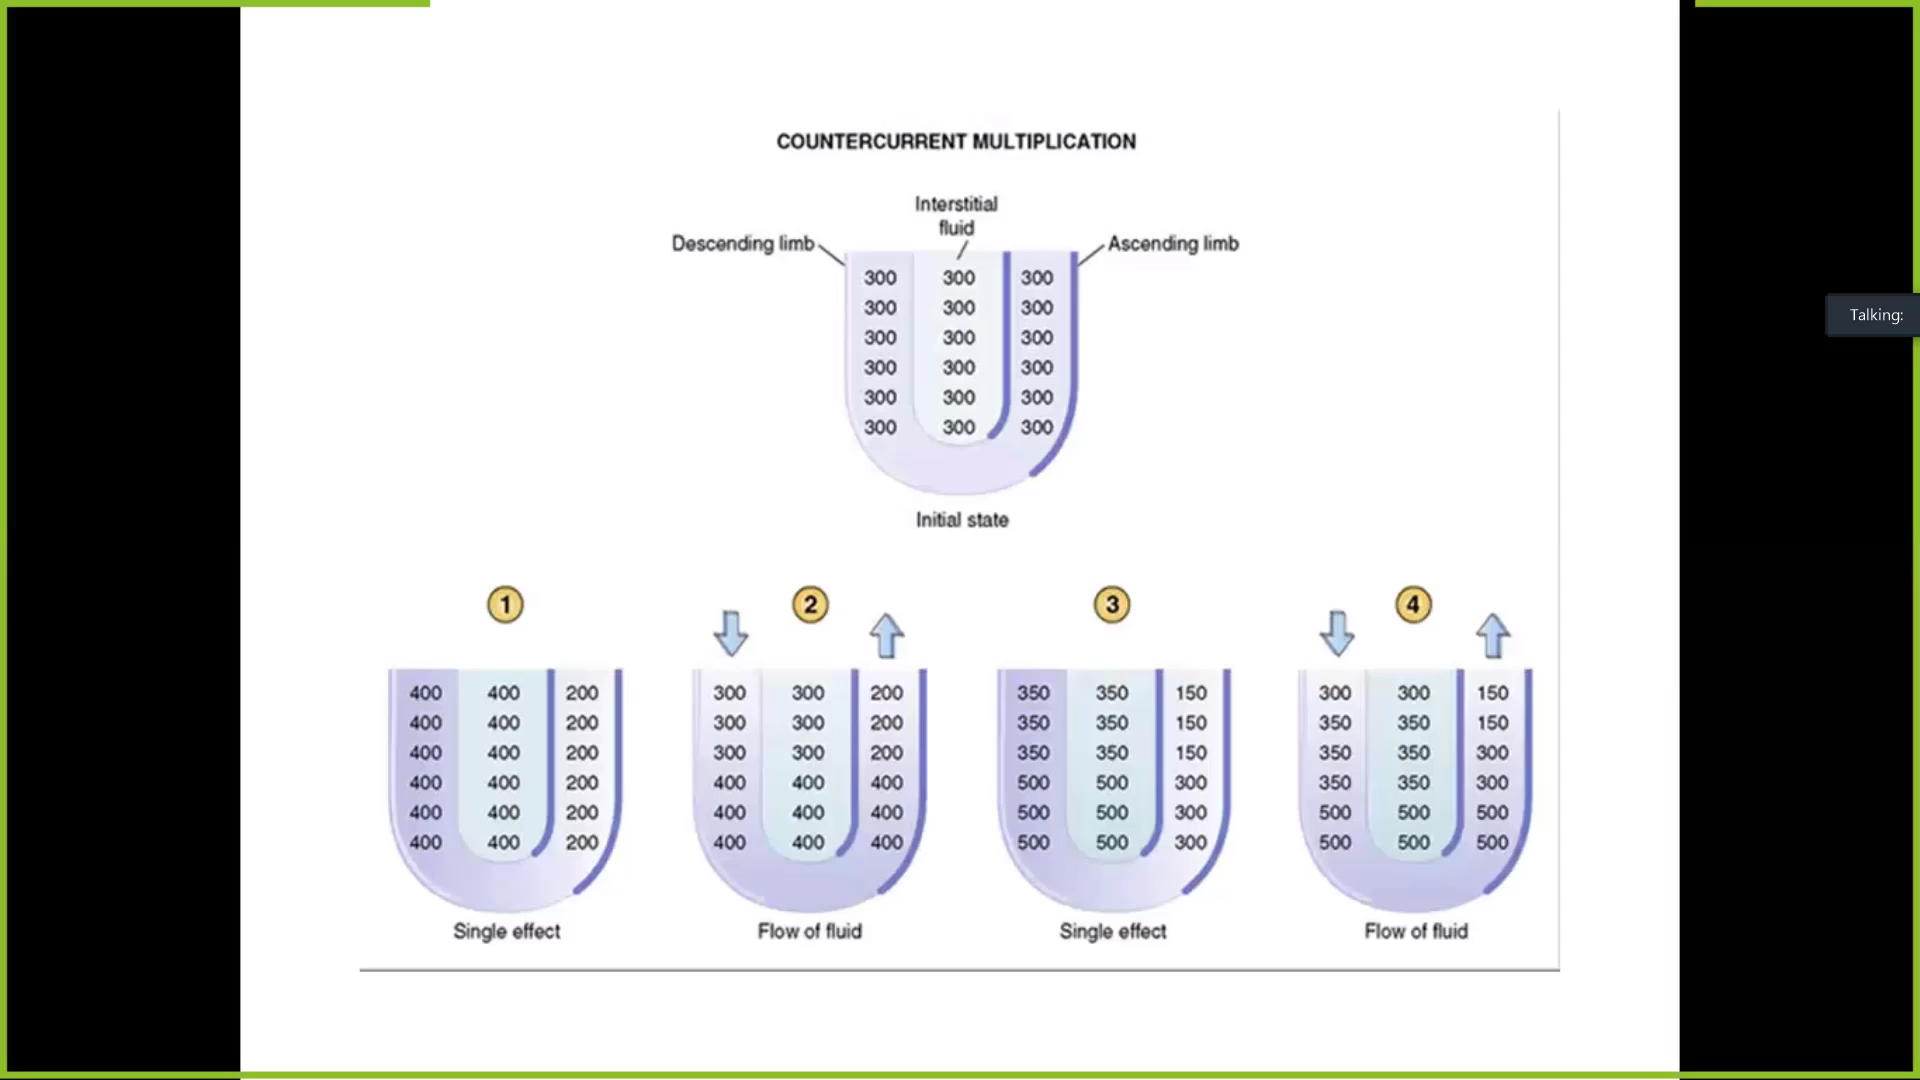 COUNTERCURRENT MULTIPLICATION
Interstitial
fluid
Descending limb
Ascending limb
300 300 300
300 300 300
300 300 300
300 300 300
300 300 300
300 300 300
Initial state
Talking:
1
400 400 200
400 400 200
400 400 200
400 400 200
400 400 200
400 400 200
Single effect
2
300 300 200
300 300 200
300 300 200
400 400 400
400 400 400
400 400 400
Flow of fluid
3
350 350 150
350 350 150
350 350 150
500 500 300
500 500 300
500 500 300
Single effect
4
300 300 150
350 350 150
350 350 300
350 350 300
500 500 500
500 500 500
Flow of fluid